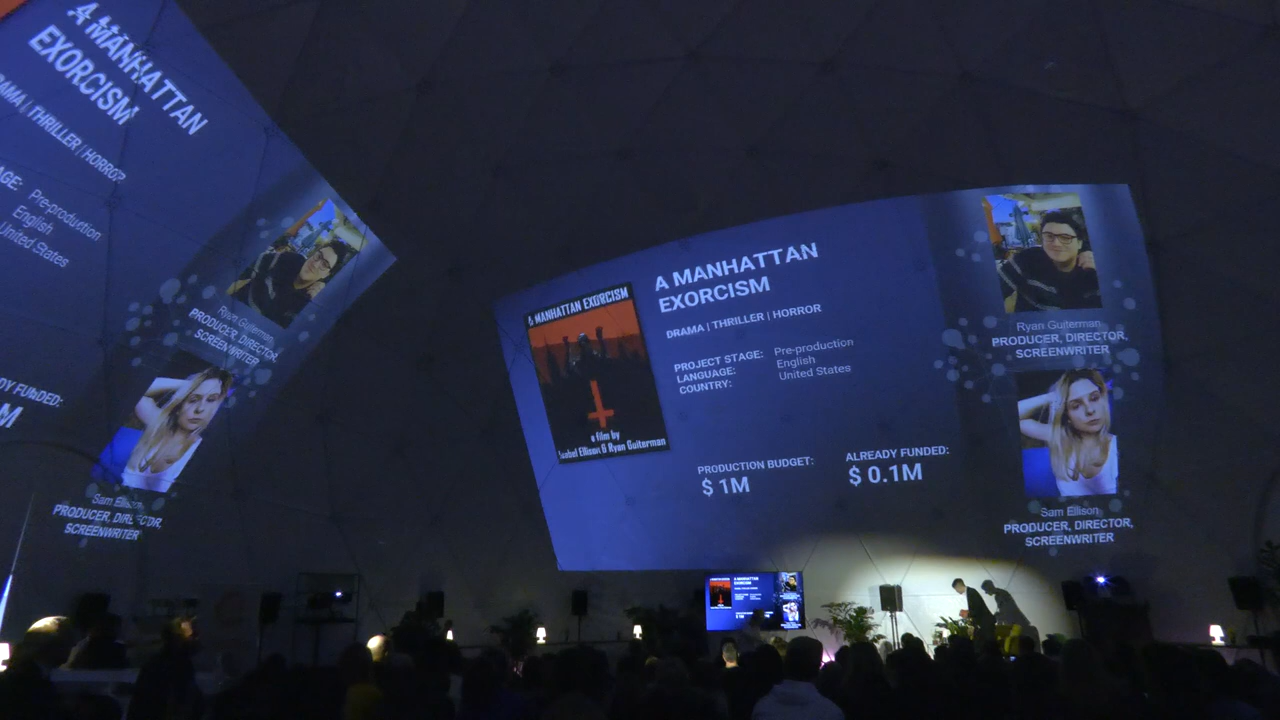 A MANHATTAN
EXORCISM
DRAMA | THRILLER | HORROR
Pre-production
English
United States
Ryan Guiterman
PRODUCER, DIRECTOR,
SCREENWRITER
Sam Ellison
PRODUCER, DIRECTOR,
SCREENWRITER
A MANHATTAN EXORCISM
a film by
Isabel Ellison & Ryan Guiterman
A MANHATTAN
EXORCISM
DRAMA | THRILLER | HORROR
PROJECT STAGE: Pre-production
LANGUAGE: English
COUNTRY: United States
PRODUCTION BUDGET:
$ 1M
ALREADY FUNDED:
$ 0.1M
Ryan Guiterman
PRODUCER, DIRECTOR,
SCREENWRITER
Sam Ellison
PRODUCER, DIRECTOR,
SCREENWRITER
A MANHATTAN
EXORCISM